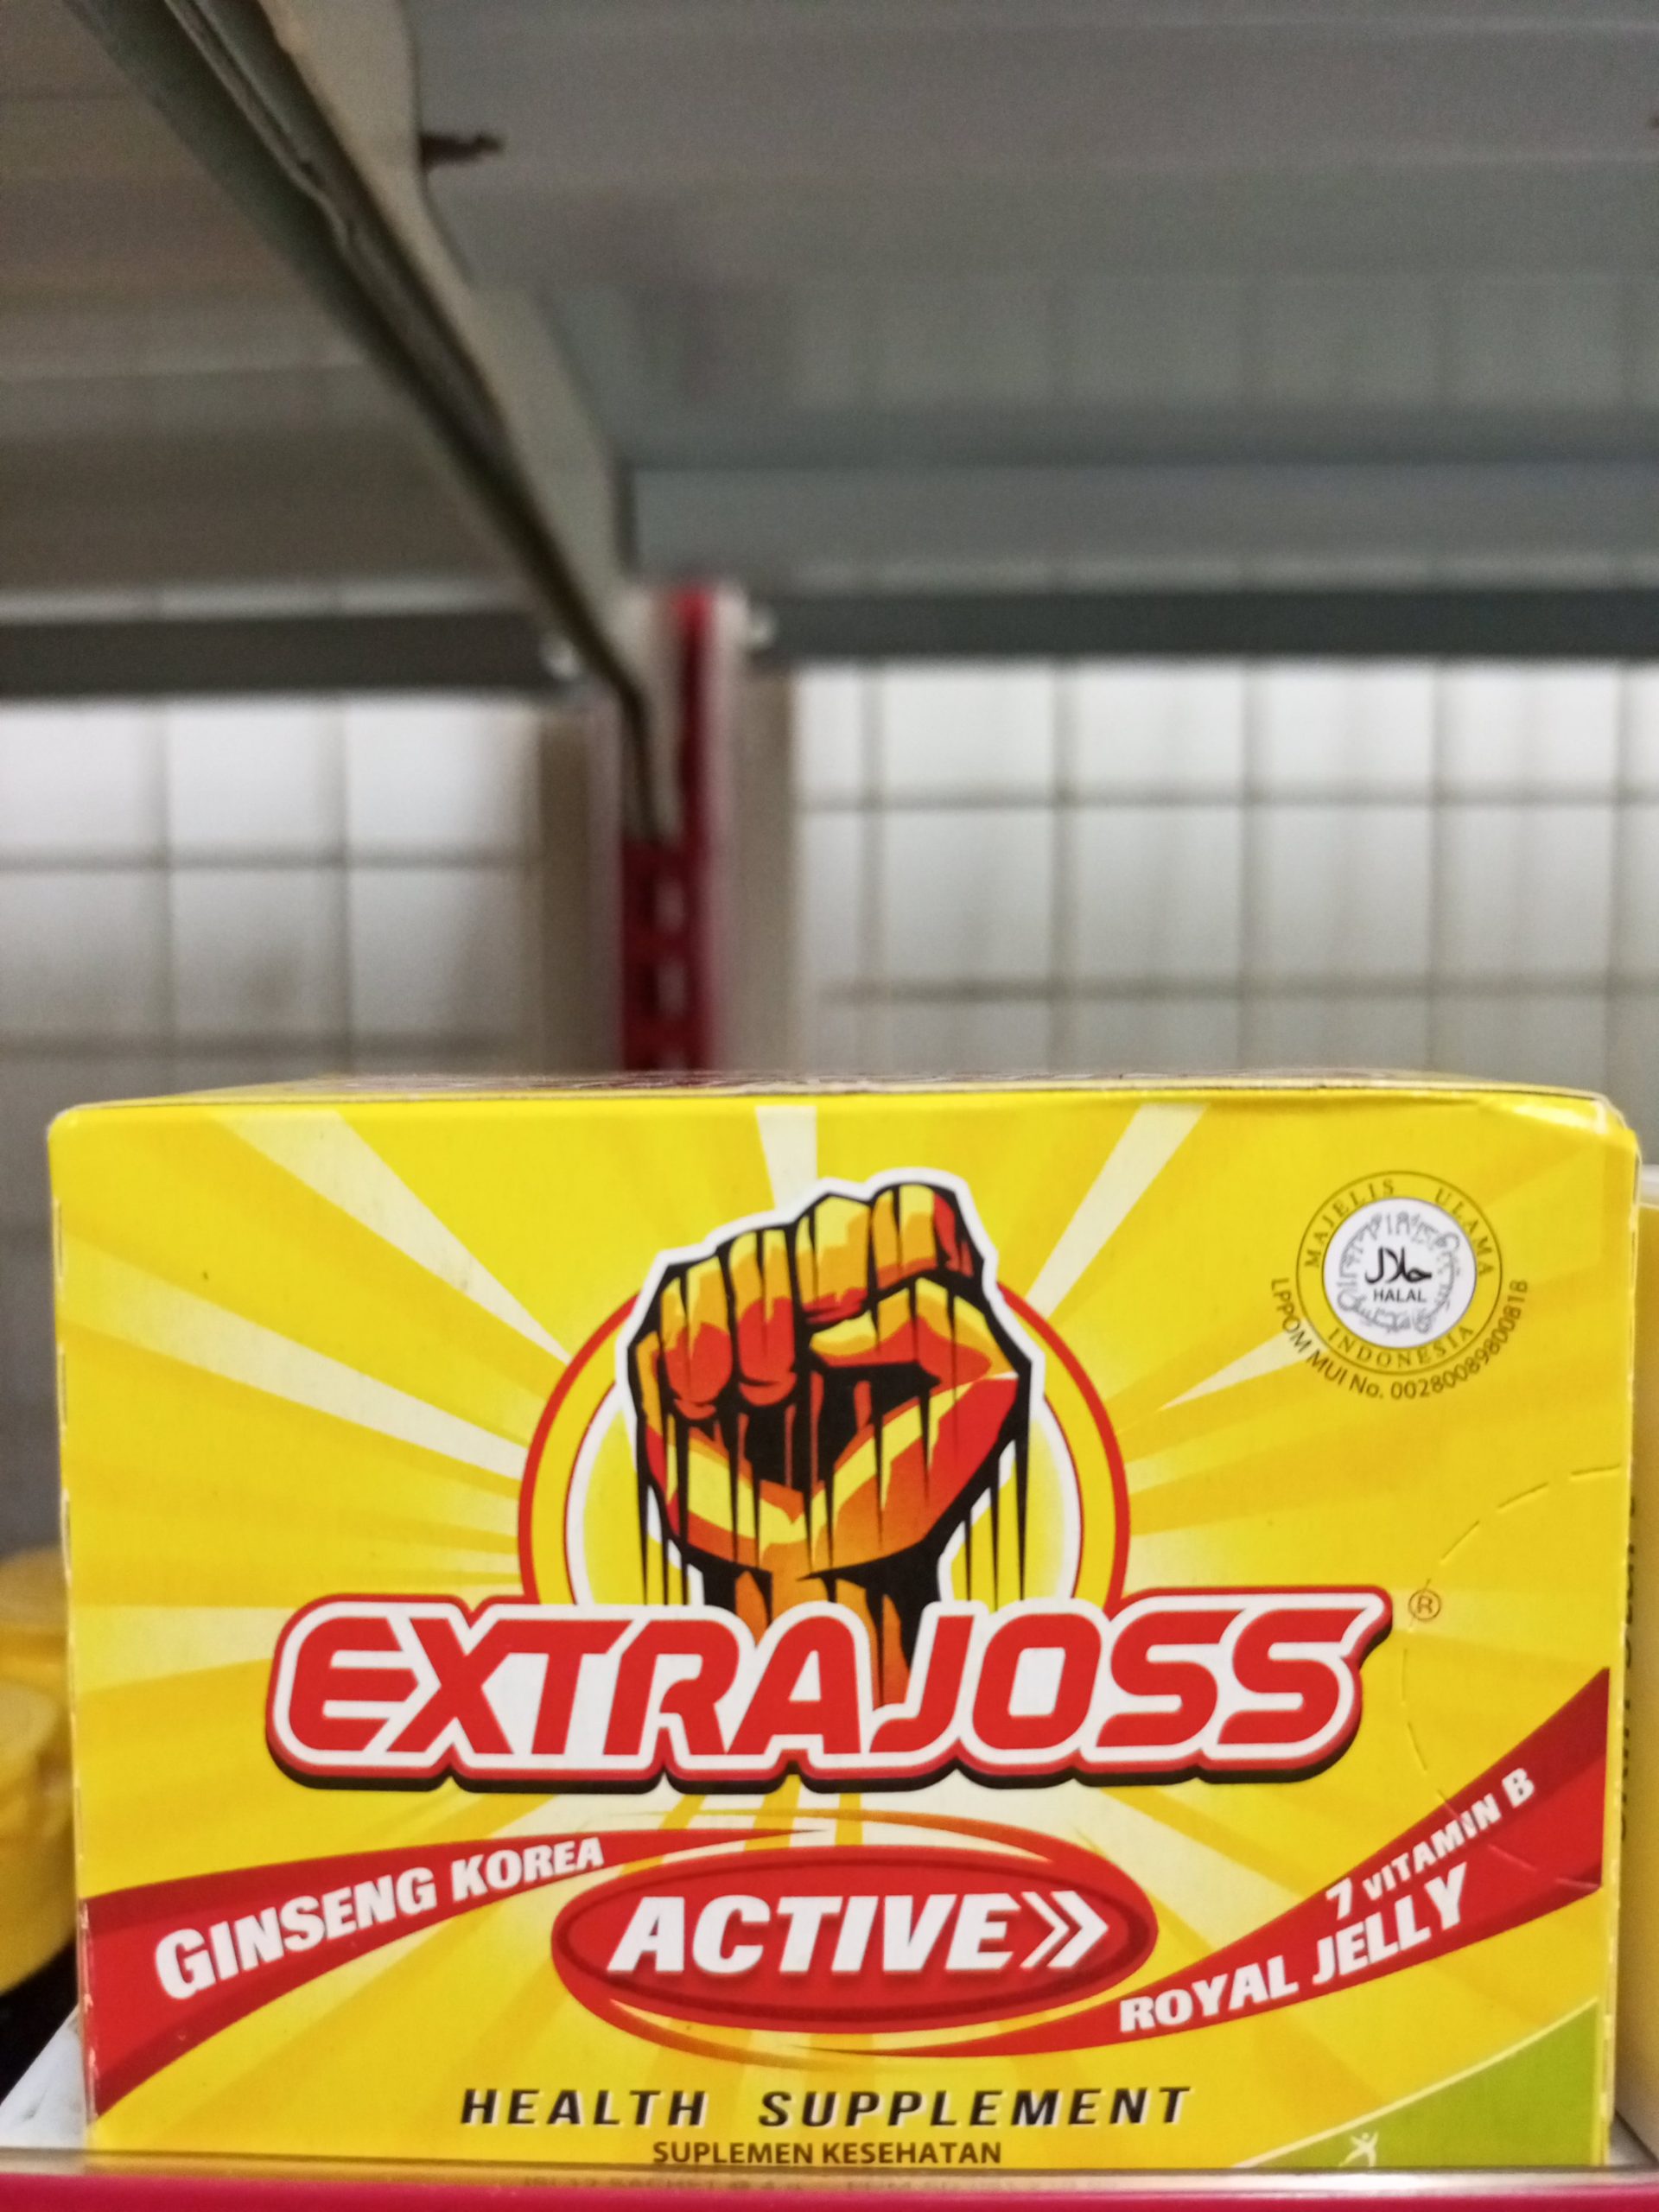 MAJELIS ULAMA
حلال
HALAL
INDONESIA
LPPOM MUI No. 00280089800818
EXTRAJOSS®
GINSENG KOREA
ACTIVE»
7 VITAMIN B
ROYAL JELLY
HEALTH SUPPLEMENT
SUPLEMEN KESEHATAN